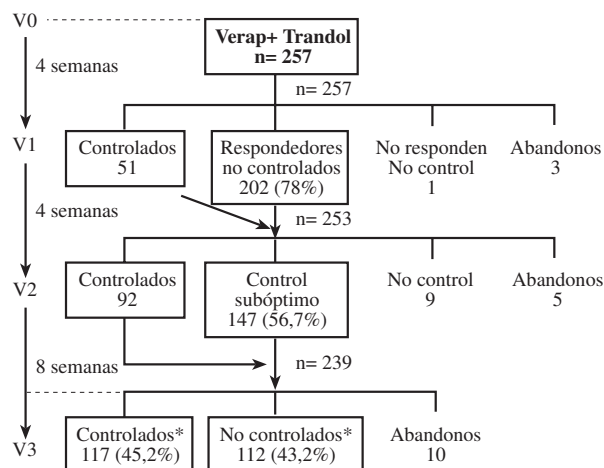 V0
Verap+ Trandol
n= 257
4 semanas
n= 257
V1
Controlados
51
Respondedores
no controlados
202 (78%)
No responden
No control
1
Abandonos
3
4 semanas
n= 253
V2
Controlados
92
Control
subóptimo
147 (56,7%)
No control
9
Abandonos
5
8 semanas
n= 239
V3
Controlados*
117 (45,2%)
No controlados*
112 (43,2%)
Abandonos
10